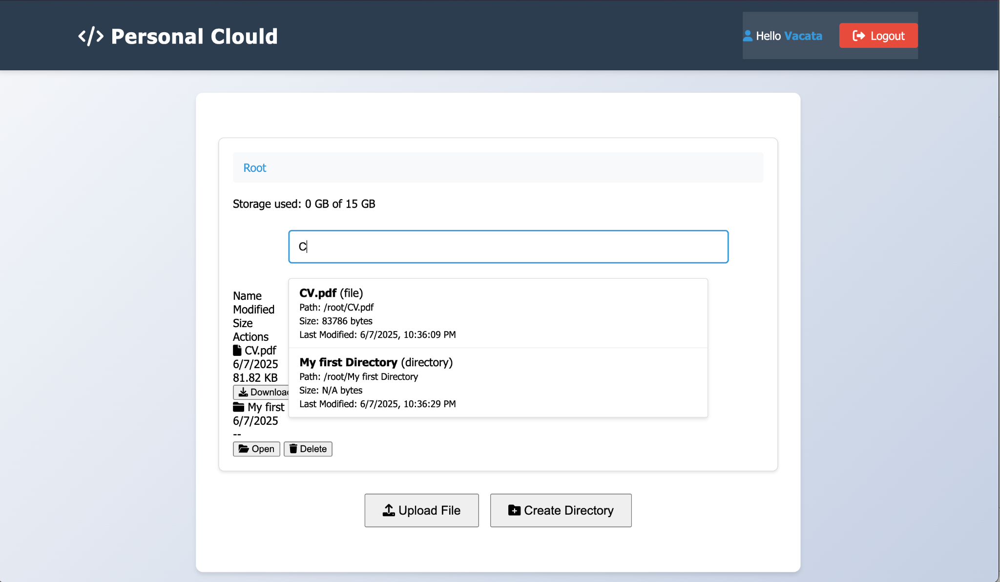 </> Personal Clould
Hello Vacata
Logout
Root
Storage used: 0 GB of 15 GB
C
CV.pdf (file)
Path: /root/CV.pdf
Size: 83786 bytes
Last Modified: 6/7/2025, 10:36:09 PM
My first Directory (directory)
Path: /root/My first Directory
Size: N/A bytes
Last Modified: 6/7/2025, 10:36:29 PM
Name
Modified
Size
Actions
CV.pdf
6/7/2025
81.82 KB
Downloa
My first
6/7/2025
--
Open
Delete
Upload File
Create Directory